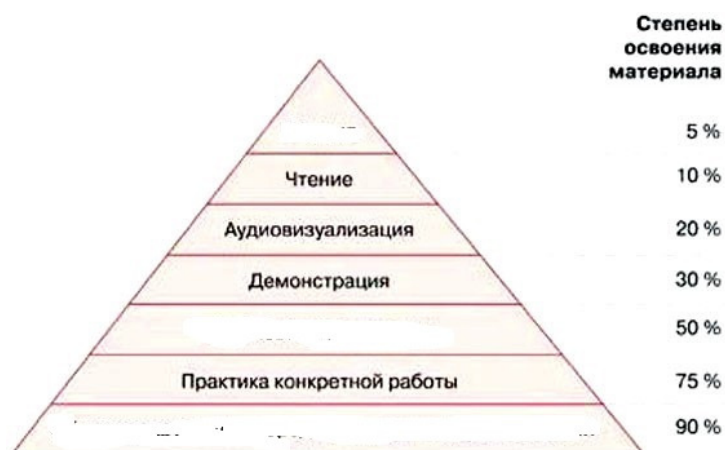 Степень
освоения
материала
5 %
Чтение 10 %
Аудиовизуализация 20 %
Демонстрация 30 %
50 %
Практика конкретной работы 75 %
90 %